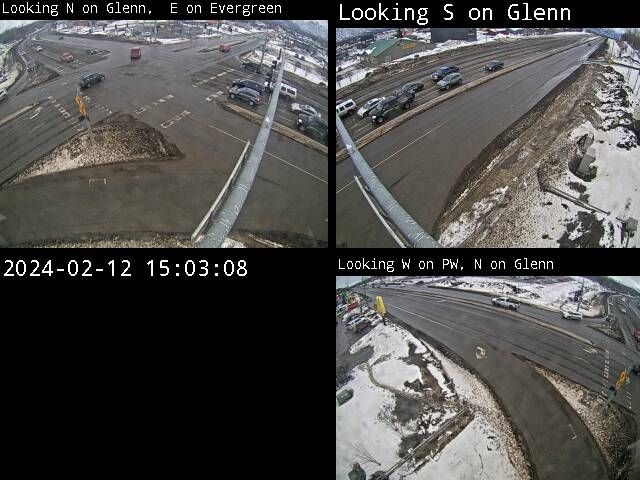 Looking N on Glenn, E on Evergreen
Looking S on Glenn
2024-02-12 15:03:08
Looking W on PW, N on Glenn